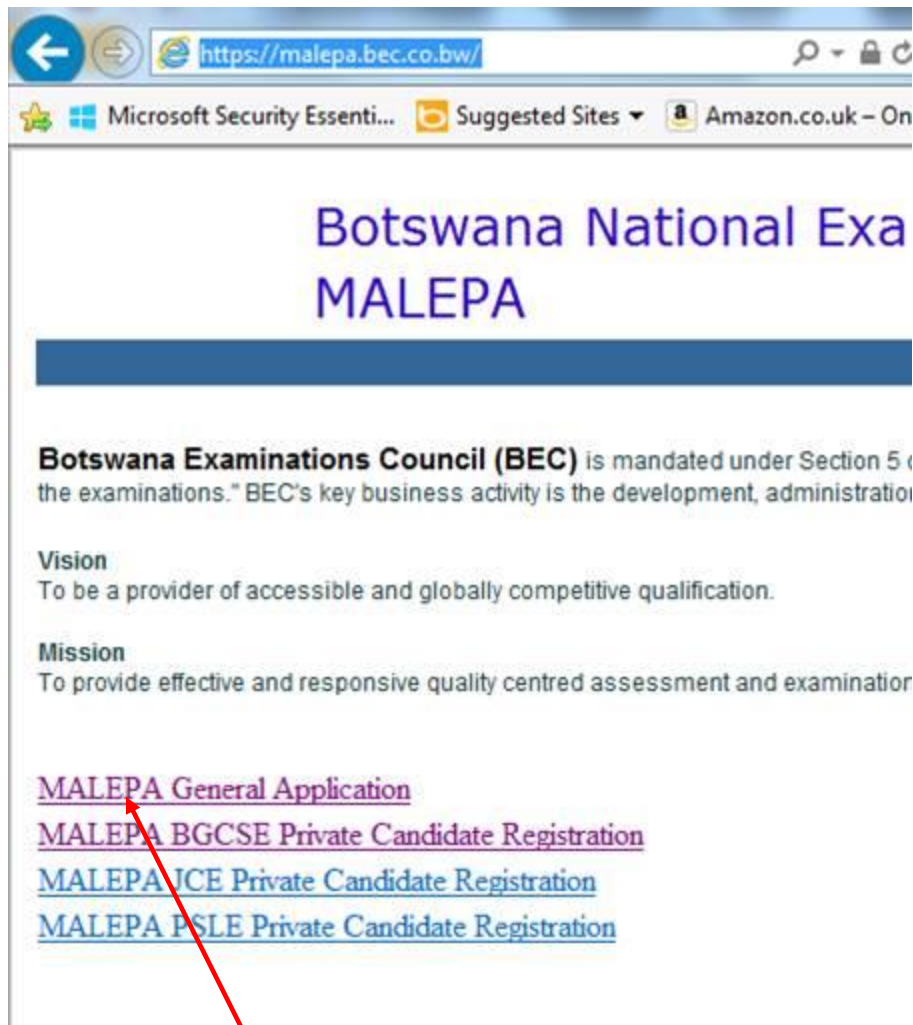 https://malepa.bec.co.bw/
Microsoft Security Essenti... Suggested Sites Amazon.co.uk – On
Botswana National Exa
MALEPA
Botswana Examinations Council (BEC) is mandated under Section 5
the examinations." BEC's key business activity is the development, administration
Vision
To be a provider of accessible and globally competitive qualification.
Mission
To provide effective and responsive quality centred assessment and examination
MALEPA General Application
MALEPA BGCSE Private Candidate Registration
MALEPA JCE Private Candidate Registration
MALEPA PSLE Private Candidate Registration